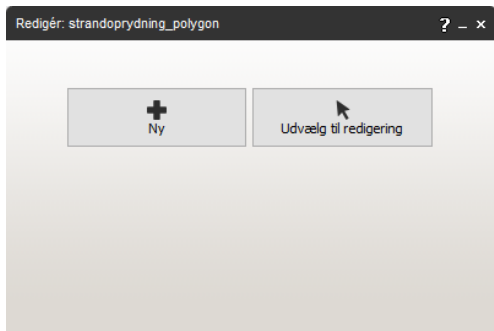 Redigér: strandoprydning_polygon ? – ×
Ny
Udvælg til redigering